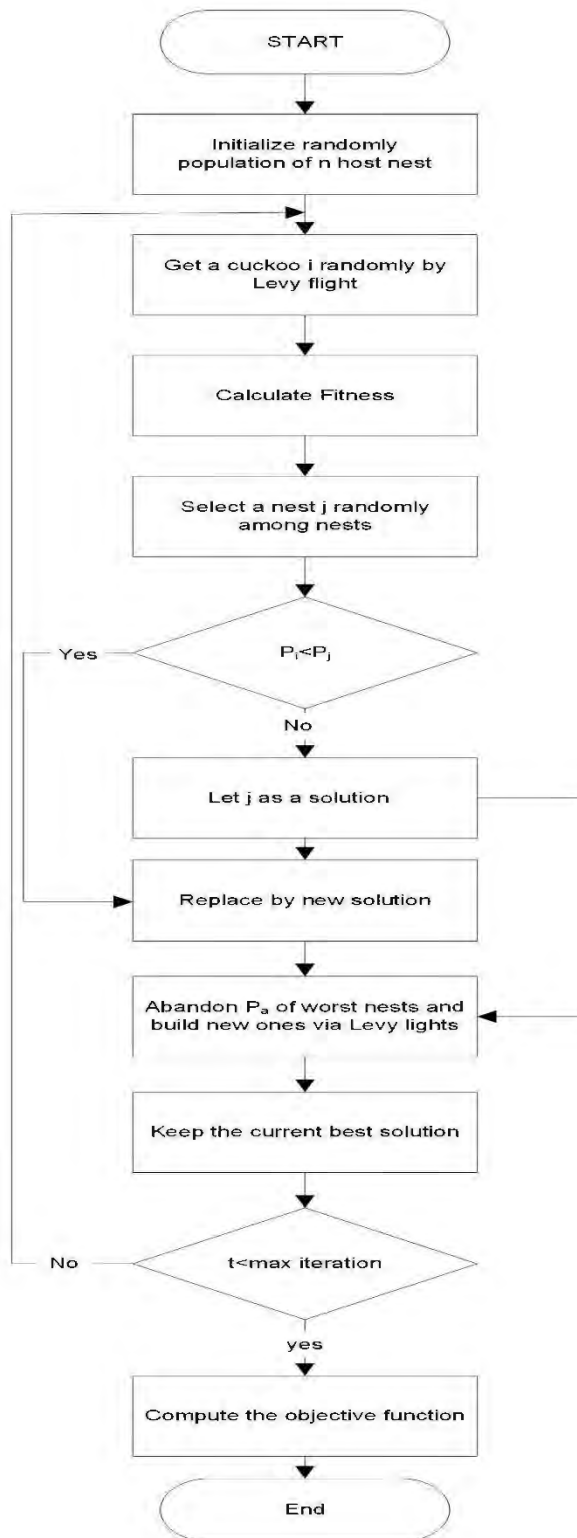 START
Initialize randomly
population of n host nest
Get a cuckoo i randomly by
Levy flight
Calculate Fitness
Select a nest j randomly
among nests
Yes
Pᵢ<Pⱼ
No
Let j as a solution
Replace by new solution
Abandon Pₐ of worst nests and
build new ones via Levy lights
Keep the current best solution
No
t<max iteration
yes
Compute the objective function
End